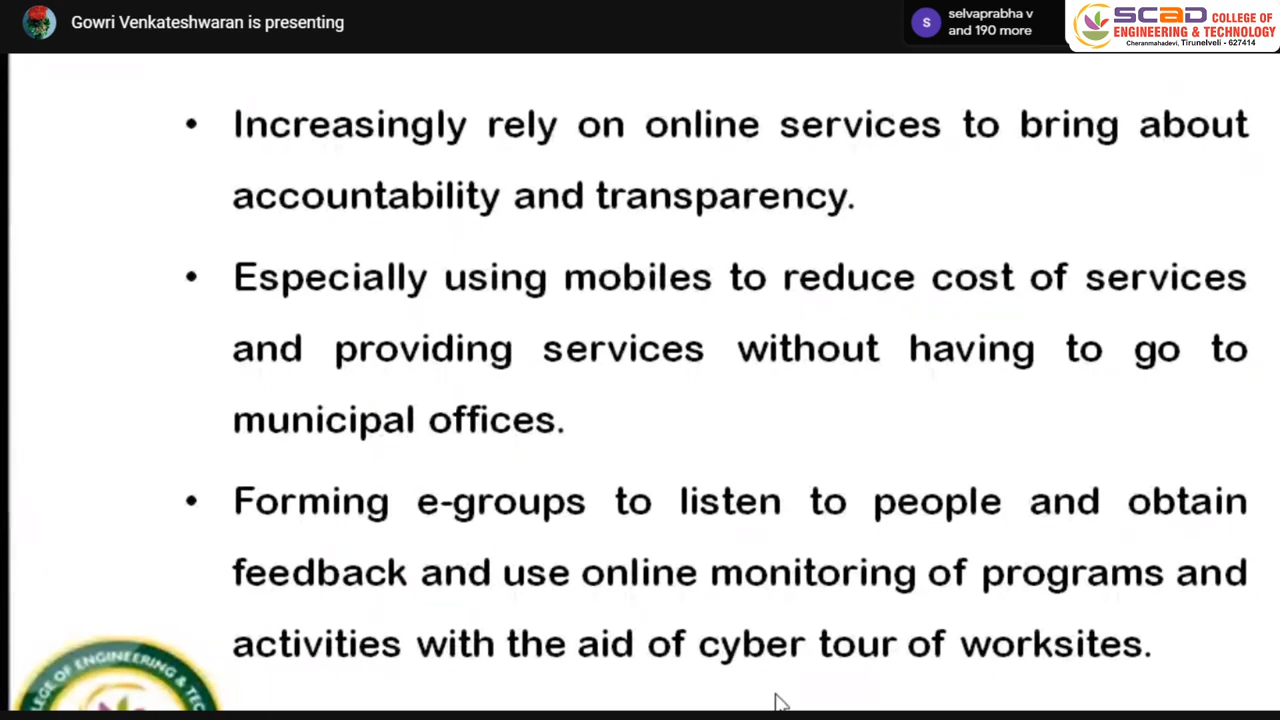 Gowri Venkateshwaran is presenting
S
selvaprabha v
and 190 more
SCAD COLLEGE OF
ENGINEERING & TECHNOLOGY
Cheranmahadevi, Tirunelveli - 627414
• Increasingly rely on online services to bring about
accountability and transparency.
• Especially using mobiles to reduce cost of services
and providing services without having to go to
municipal offices.
• Forming e-groups to listen to people and obtain
feedback and use online monitoring of programs and
activities with the aid of cyber tour of worksites.
OF ENGINEERING &